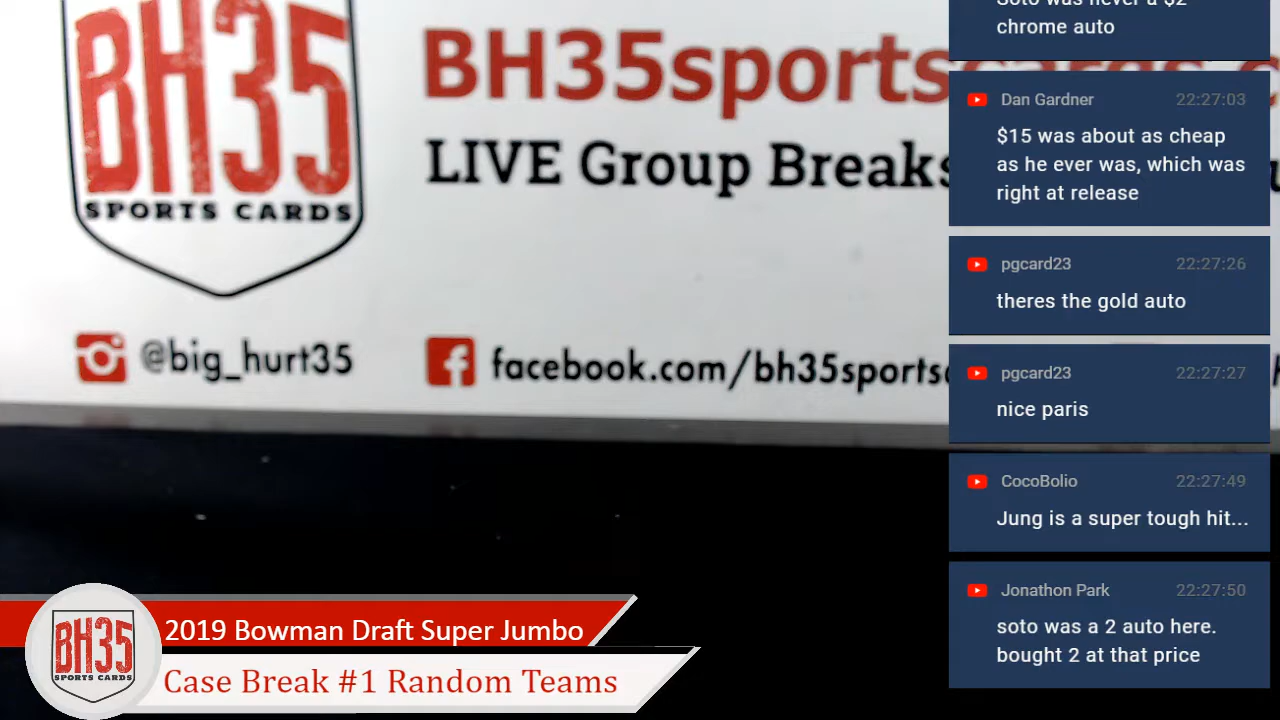 BH35
SPORTS CARDS
BH35sports
LIVE Group Breaks
@big_hurt35
facebook.com/bh35sports
chrome auto
Dan Gardner 22:27:03
$15 was about as cheap
as he ever was, which was
right at release
pgcard23 22:27:26
theres the gold auto
pgcard23 22:27:27
nice paris
CocoBolio 22:27:49
Jung is a super tough hit...
Jonathon Park 22:27:50
soto was a 2 auto here.
bought 2 at that price
BH35
SPORTS CARDS
2019 Bowman Draft Super Jumbo
Case Break #1 Random Teams